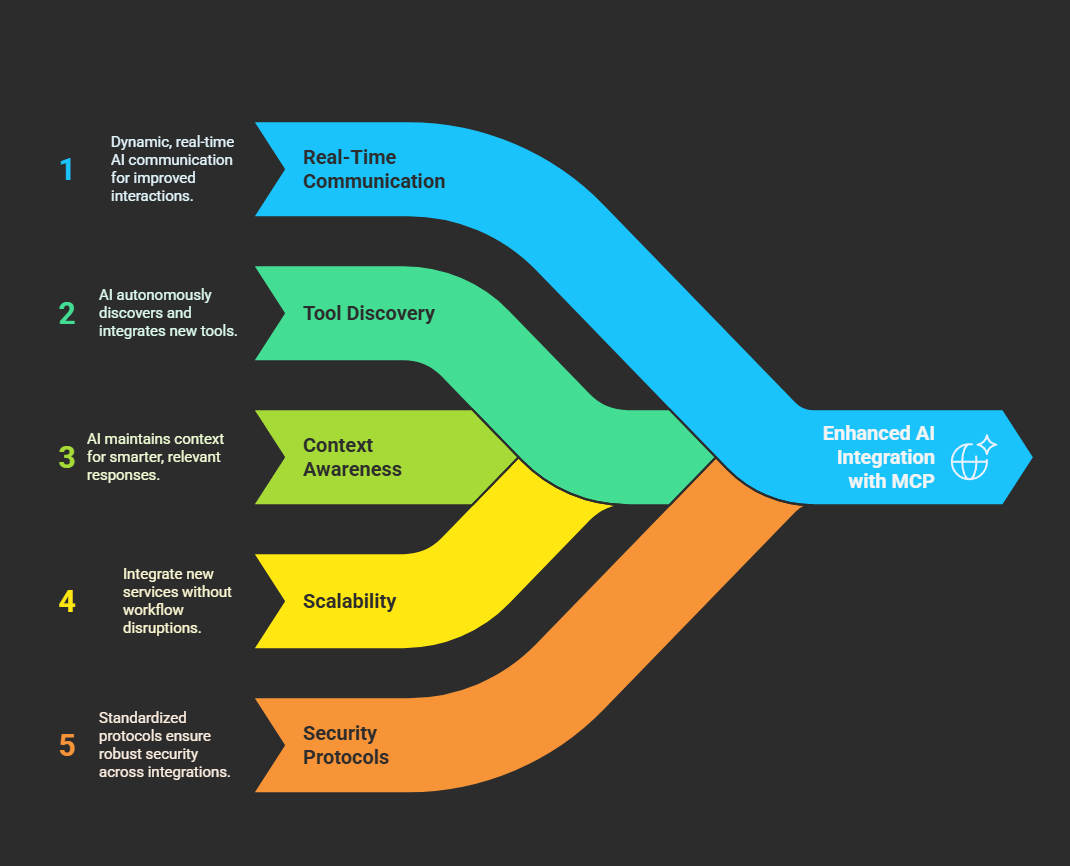 1
Dynamic, real-time
AI communication
for improved
interactions.
Real-Time
Communication
2
AI autonomously
discovers and
integrates new tools.
Tool Discovery
3
AI maintains context
for smarter, relevant
responses.
Context
Awareness
Enhanced AI
Integration
with MCP
4
Integrate new
services without
workflow
disruptions.
Scalability
5
Standardized
protocols ensure
robust security
across integrations.
Security
Protocols